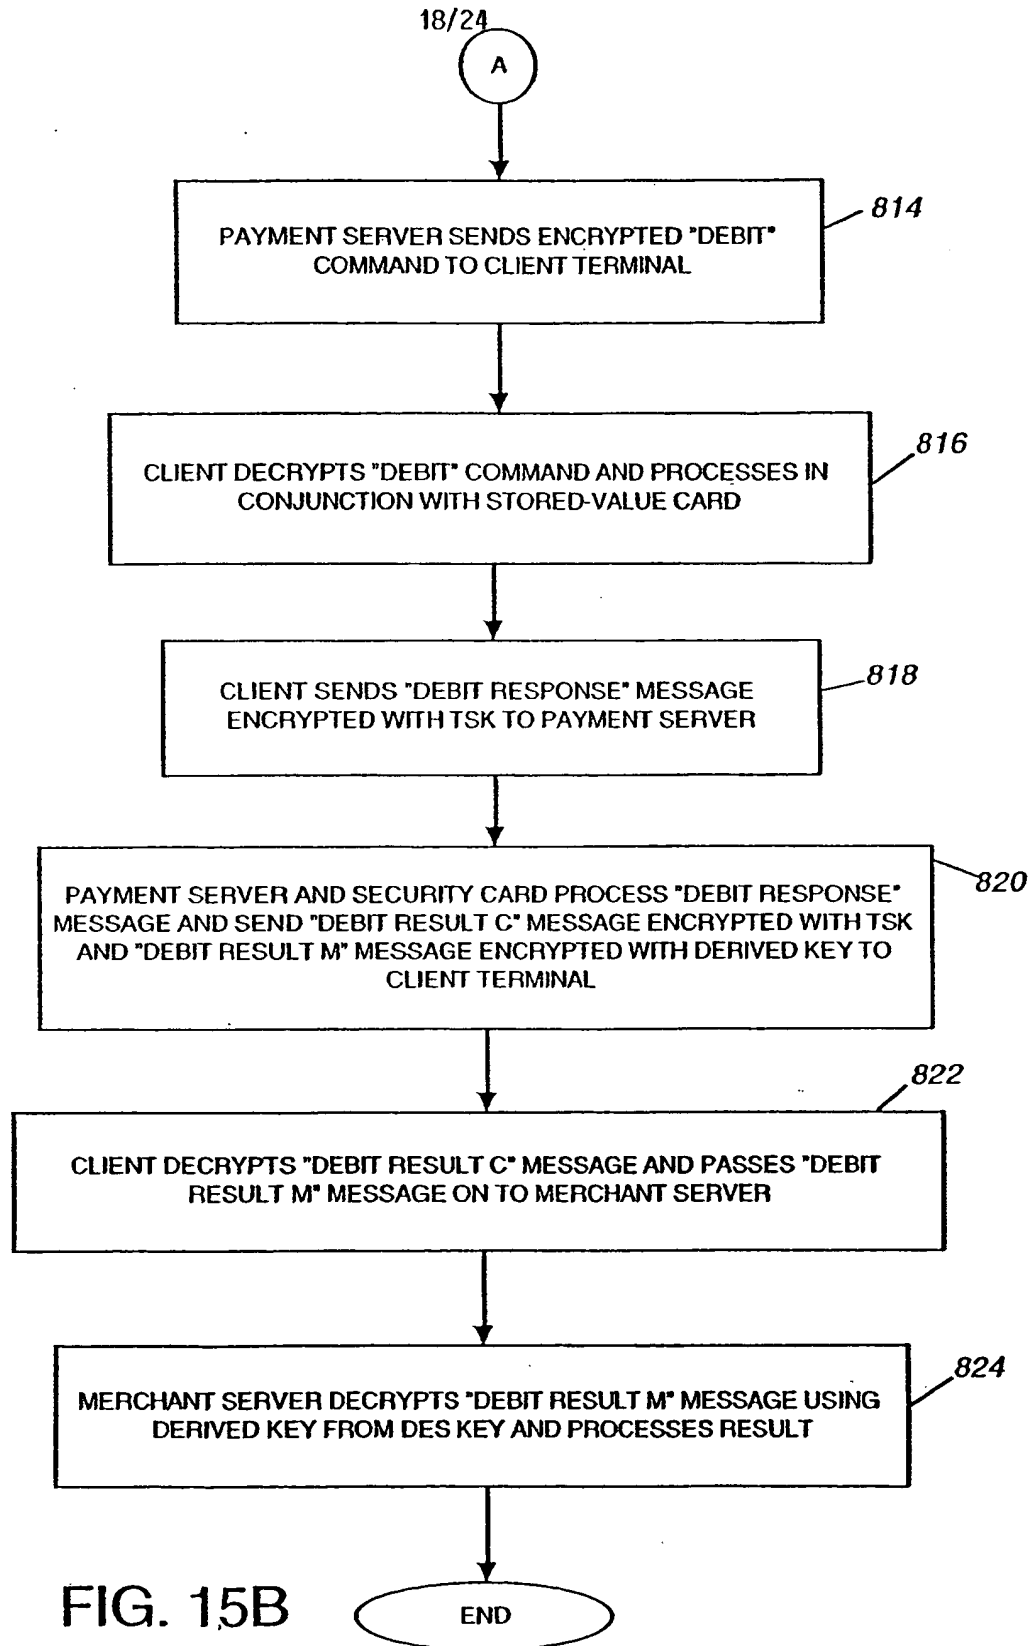 18/24
A
PAYMENT SERVER SENDS ENCRYPTED "DEBIT"
COMMAND TO CLIENT TERMINAL
814
CLIENT DECRYPTS "DEBIT" COMMAND AND PROCESSES IN
CONJUNCTION WITH STORED-VALUE CARD
816
CLIENT SENDS "DEBIT RESPONSE" MESSAGE
ENCRYPTED WITH TSK TO PAYMENT SERVER
818
PAYMENT SERVER AND SECURITY CARD PROCESS "DEBIT RESPONSE"
MESSAGE AND SEND "DEBIT RESULT C" MESSAGE ENCRYPTED WITH TSK
AND "DEBIT RESULT M" MESSAGE ENCRYPTED WITH DERIVED KEY TO
CLIENT TERMINAL
820
CLIENT DECRYPTS "DEBIT RESULT C" MESSAGE AND PASSES "DEBIT
RESULT M" MESSAGE ON TO MERCHANT SERVER
822
MERCHANT SERVER DECRYPTS "DEBIT RESULT M" MESSAGE USING
DERIVED KEY FROM DES KEY AND PROCESSES RESULT
824
END
FIG. 15B